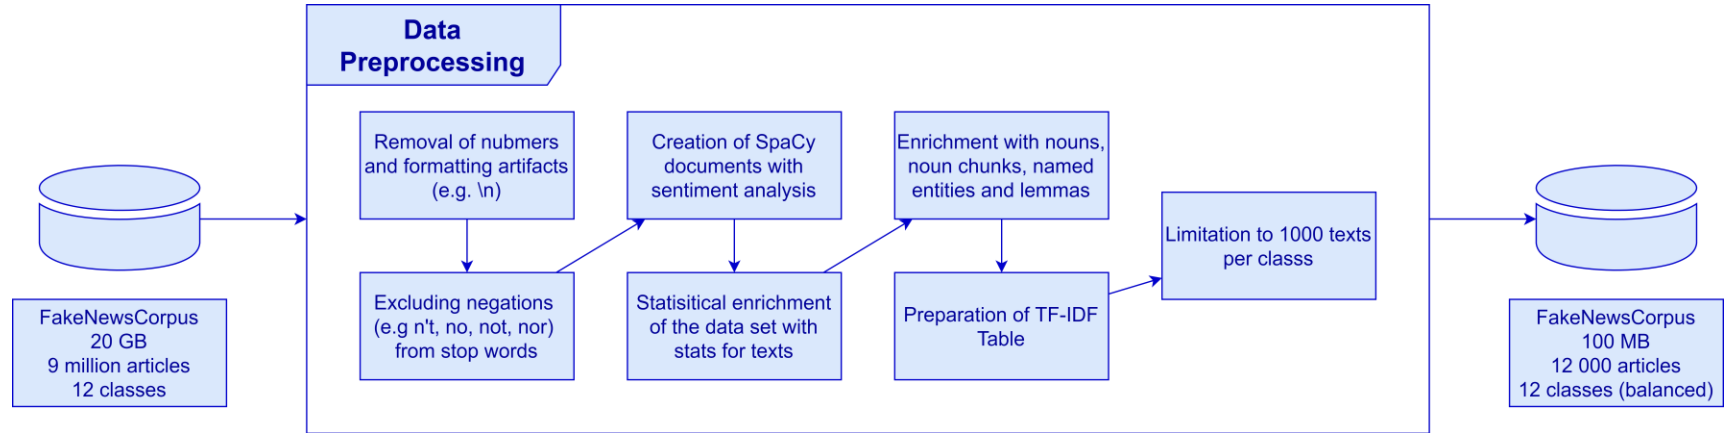 Data
Preprocessing
FakeNewsCorpus
20 GB
9 million articles
12 classes
Removal of nubmers
and formatting artifacts
(e.g. \n)
Excluding negations
(e.g n't, no, not, nor)
from stop words
Creation of SpaCy
documents with
sentiment analysis
Statisitical enrichment
of the data set with
stats for texts
Enrichment with nouns,
noun chunks, named
entities and lemmas
Preparation of TF-IDF
Table
Limitation to 1000 texts
per classs
FakeNewsCorpus
100 MB
12 000 articles
12 classes (balanced)